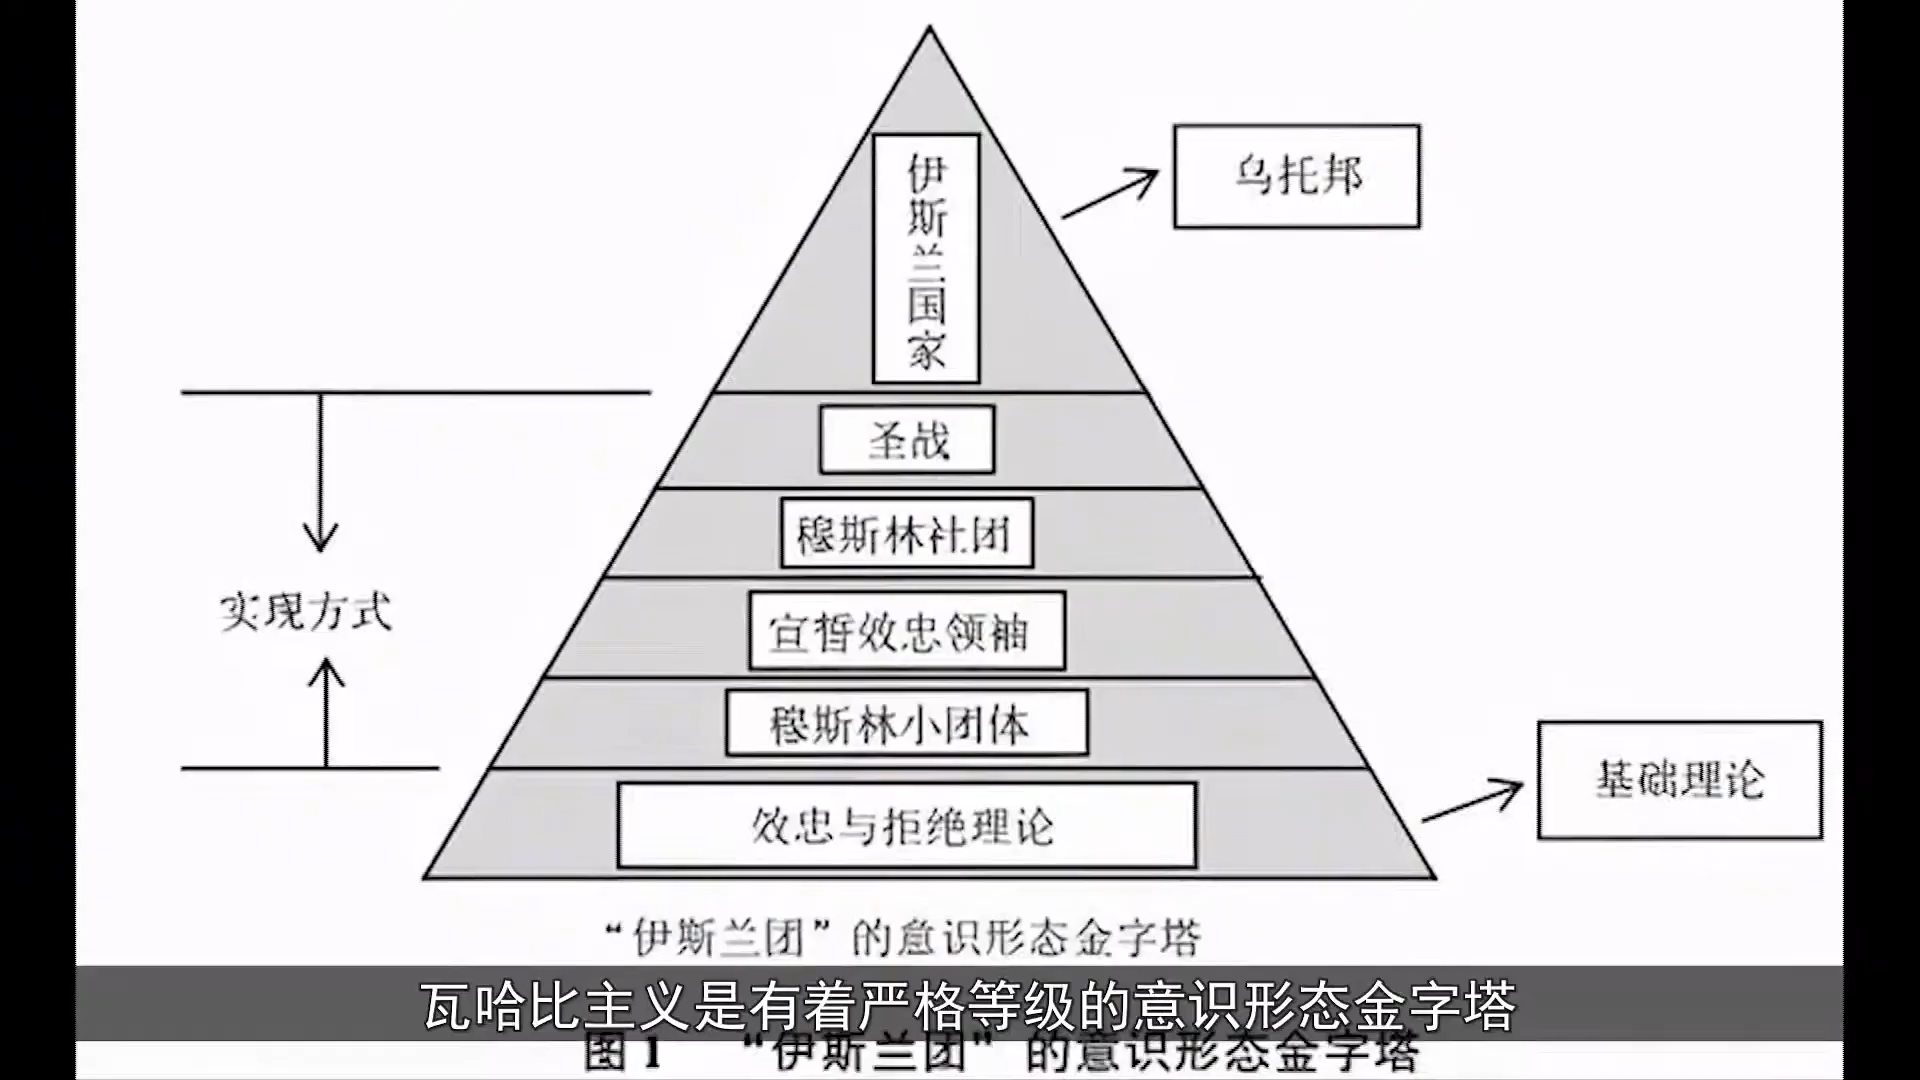 伊斯兰国家
乌托邦
圣战
穆斯林社团
宣誓效忠领袖
实现方式
穆斯林小团体
基础理论
效忠与拒绝理论
“伊斯兰团”的意识形态金字塔
瓦哈比主义是有着严格等级的意识形态金字塔
图1 “伊斯兰团”的意识形态金字塔